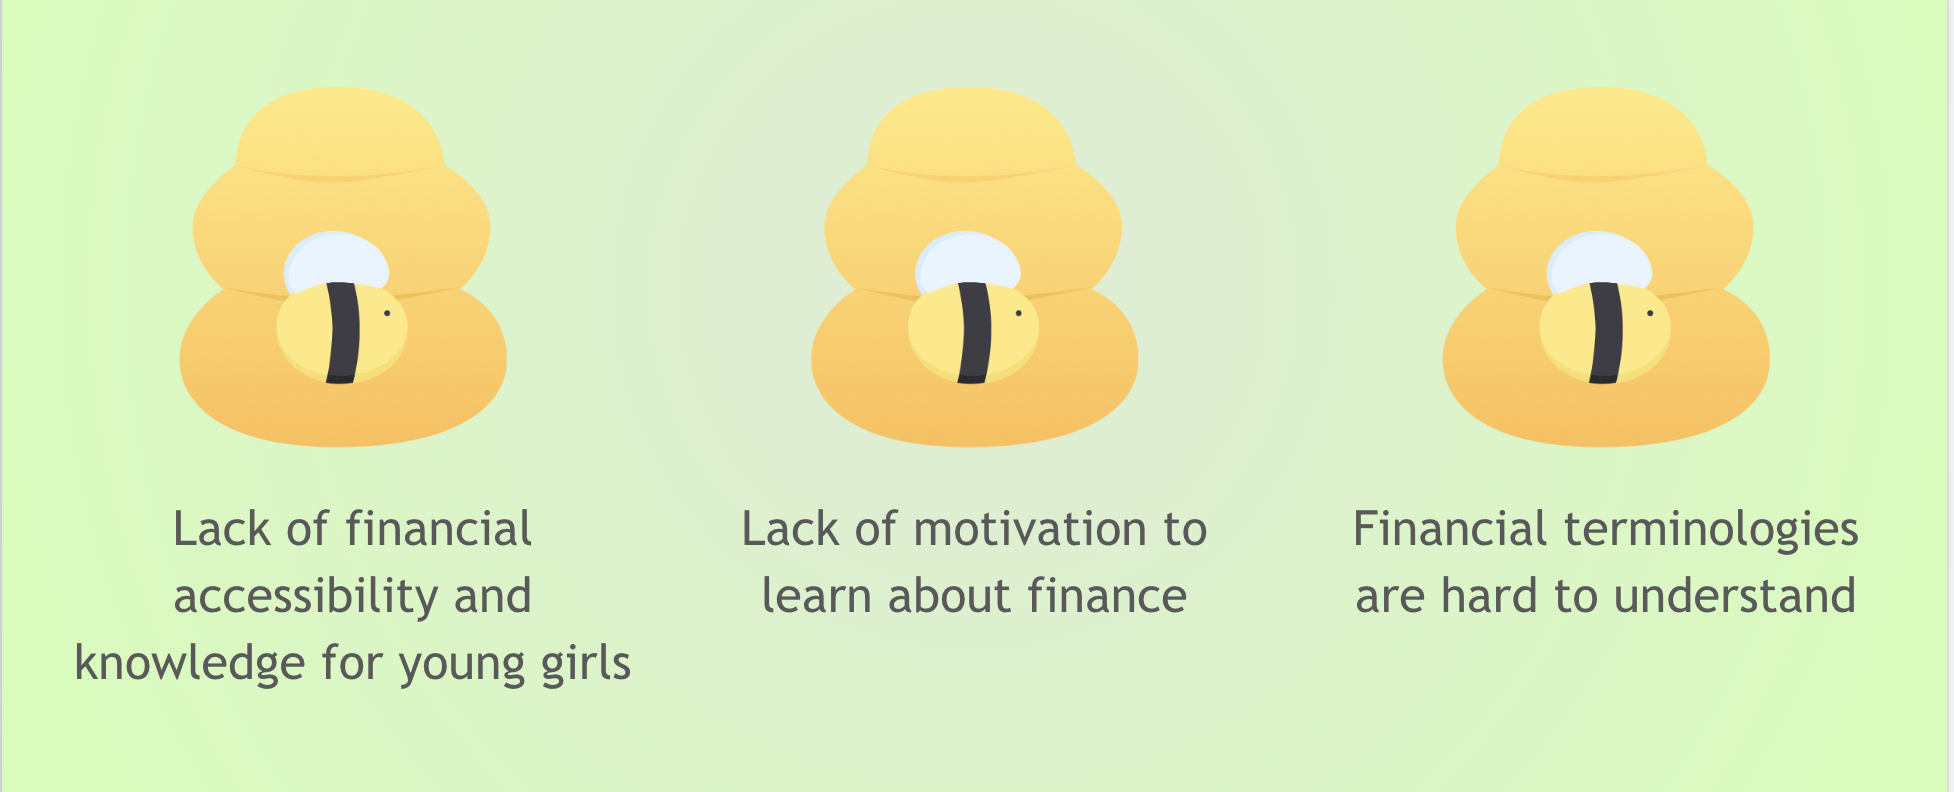 Lack of financial
accessibility and
knowledge for young girls
Lack of motivation to
learn about finance
Financial terminologies
are hard to understand